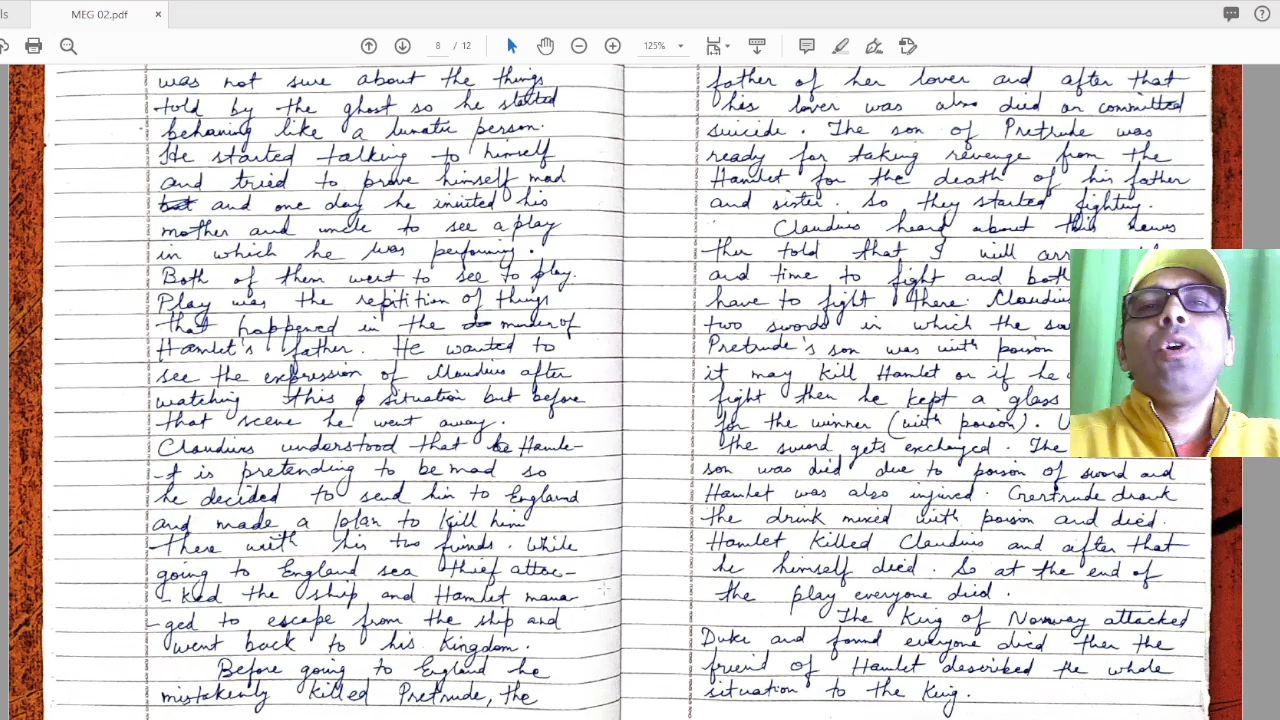 ls
MEG 02.pdf
8 / 12
125%
was not sure about the things
told by the ghost so he started
behaving like a lunatic person.
He started talking to himself
and tried to prove himself mad
but and one day he invited his
mother and uncle to see a play
in which he was performing.
Both of them went to see to play.
Play was the repitition of things
that happened in the murder of
Hamlet's father. He wanted to
see the expression of Claudius after
watching this situation but before
that scene he went away.
Claudius understood that Hamle-
-t is pretending to be mad so
he decided to send him to England
and made a plan to kill him
there with his two friends. While
going to England sea thief attac-
-ked the ship and Hamlet mana
-ged to escape from the ship and
went back to his Kingdom.
Before going to England he
mistakenly killed Pretrude, the
father of her lover and after that
his lover was also died or committed
suicide. The son of Pretrude was
ready for taking revenge from the
Hamlet for the death of his father
and sister. So they started fighting.
Claudius heard about this news
then told that I will arr
and time to fight and both
have to fight there. Claudius
two swords in which the
Pretrude's son was with poison
it may kill Hamlet or if he
fight then he kept a glass
for the winner (with poison).
the sword gets exchanged. The
son was died due to poison of sword and
Hamlet was also injured. Gertrude drank
the drink mixed with poison and died.
Hamlet killed Claudius and after that
he himself died. So at the end of
the play everyone died.
The King of Norway attacked
Duke and found everyone died then the
friend of Hamlet described the whole
situation to the King.